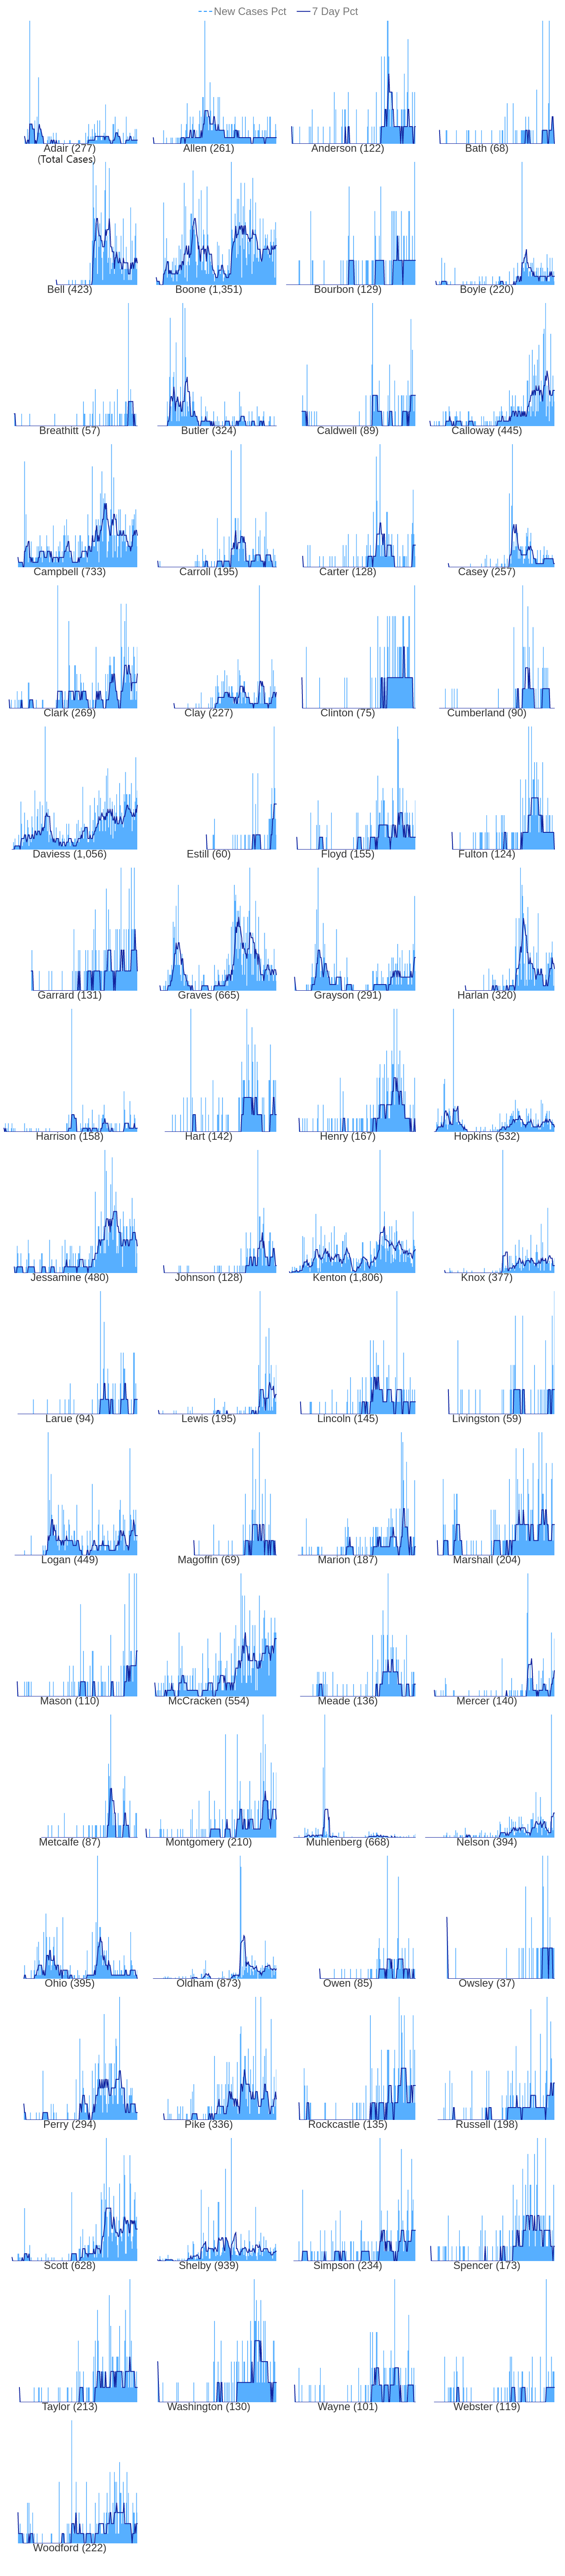 New Cases Pct 7 Day Pct
Adair (277) Allen (261) Anderson (122) Bath (68)
(Total Cases)
Bell (423) Boone (1,351) Bourbon (129) Boyle (220)
Breathitt (57) Butler (324) Caldwell (89) Calloway (445)
Campbell (733) Carroll (195) Carter (128) Casey (257)
Clark (269) Clay (227) Clinton (75) Cumberland (90)
Daviess (1,056) Estill (60) Floyd (155) Fulton (124)
Garrard (131) Graves (665) Grayson (291) Harlan (320)
Harrison (158) Hart (142) Henry (167) Hopkins (532)
Jessamine (480) Johnson (128) Kenton (1,806) Knox (377)
Larue (94) Lewis (195) Lincoln (145) Livingston (59)
Logan (449) Magoffin (69) Marion (187) Marshall (204)
Mason (110) McCracken (554) Meade (136) Mercer (140)
Metcalfe (87) Montgomery (210) Muhlenberg (668) Nelson (394)
Ohio (395) Oldham (873) Owen (85) Owsley (37)
Perry (294) Pike (336) Rockcastle (135) Russell (198)
Scott (628) Shelby (939) Simpson (234) Spencer (173)
Taylor (213) Washington (130) Wayne (101) Webster (119)
Woodford (222)